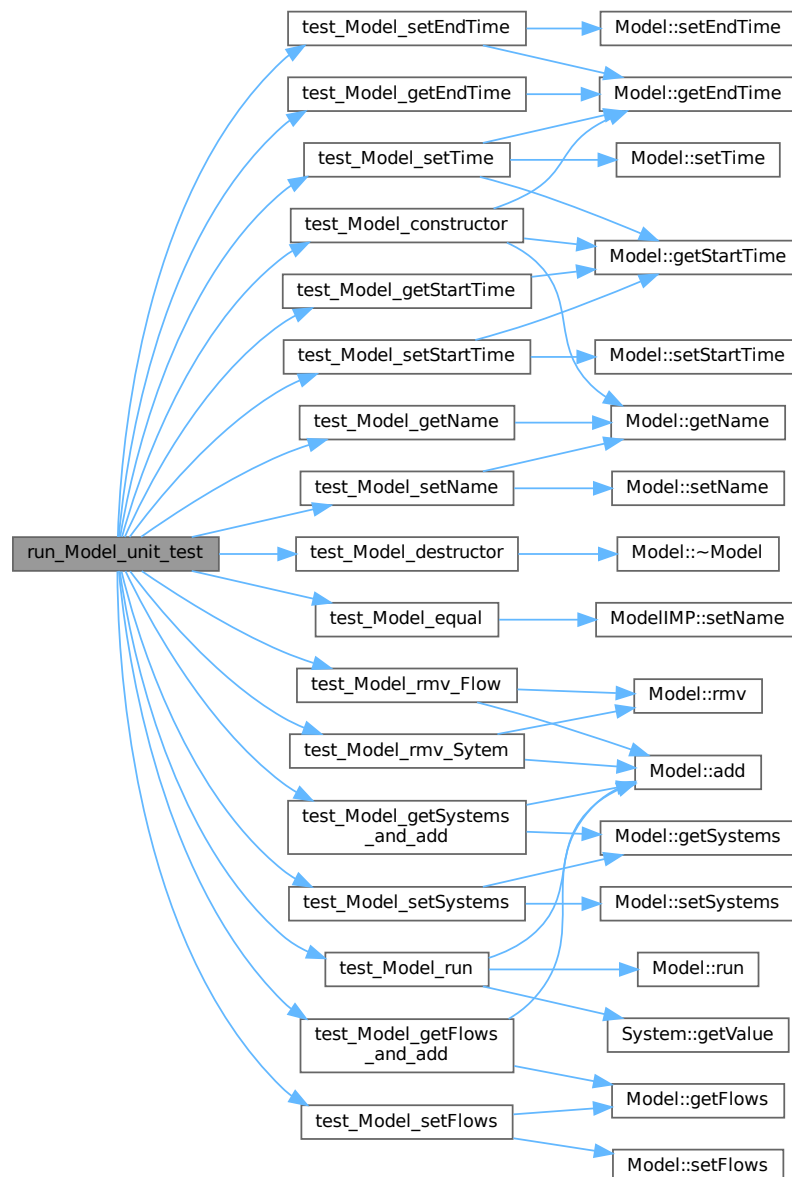 test_Model_setEndTime
Model::setEndTime
test_Model_getEndTime
Model::getEndTime
test_Model_setTime
Model::setTime
test_Model_constructor
Model::getStartTime
test_Model_getStartTime
test_Model_setStartTime
Model::setStartTime
test_Model_getName
Model::getName
test_Model_setName
Model::setName
run_Model_unit_test
test_Model_destructor
Model::~Model
test_Model_equal
ModelIMP::setName
test_Model_rmv_Flow
Model::rmv
test_Model_rmv_Sytem
Model::add
test_Model_getSystems
_and_add
Model::getSystems
test_Model_setSystems
Model::setSystems
test_Model_run
Model::run
System::getValue
test_Model_getFlows
_and_add
Model::getFlows
test_Model_setFlows
Model::setFlows